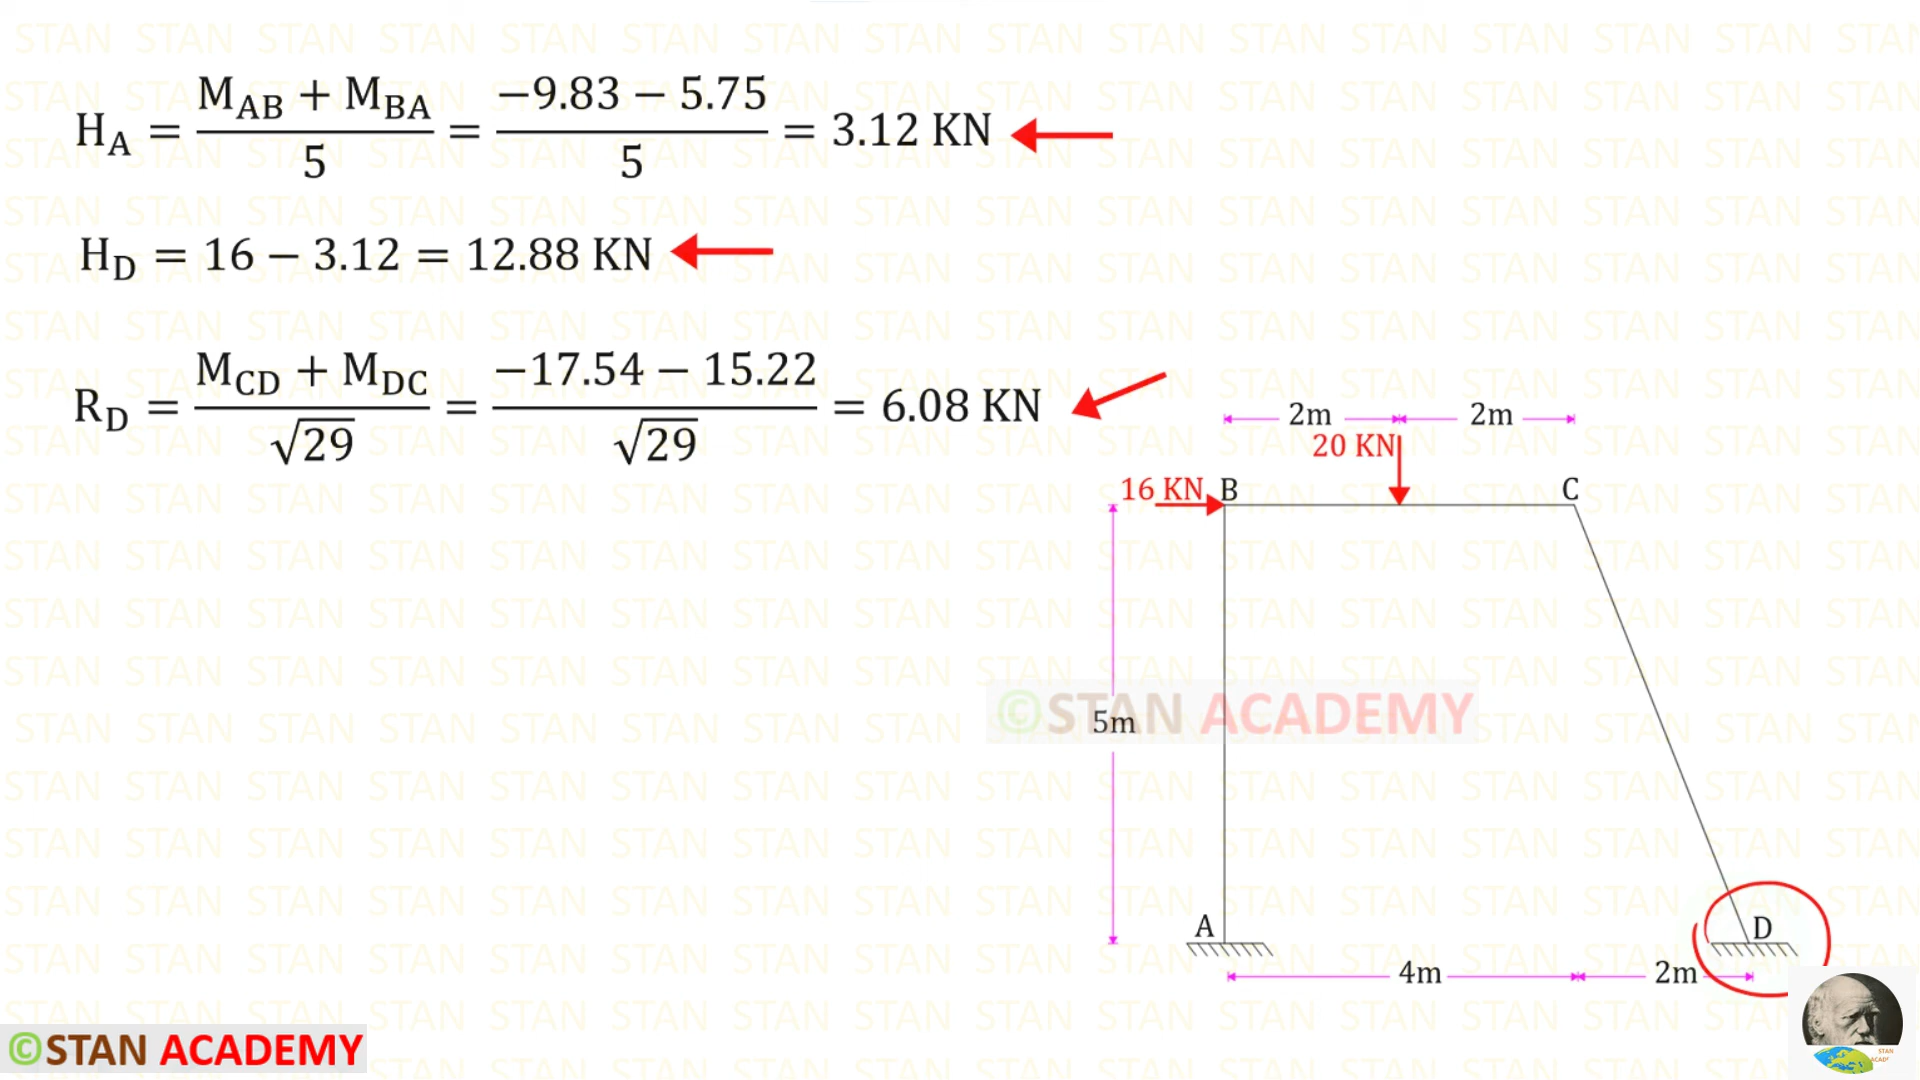 H_A = (M_AB + M_BA)/5 = (−9.83 − 5.75)/5 = 3.12 KN
H_D = 16 − 3.12 = 12.88 KN
R_D = (M_CD + M_DC)/√29 = (−17.54 − 15.22)/√29 = 6.08 KN
2m 2m
20 KN
16 KN B C
©STAN ACADEMY
5m
A D
4m 2m
©STAN ACADEMY